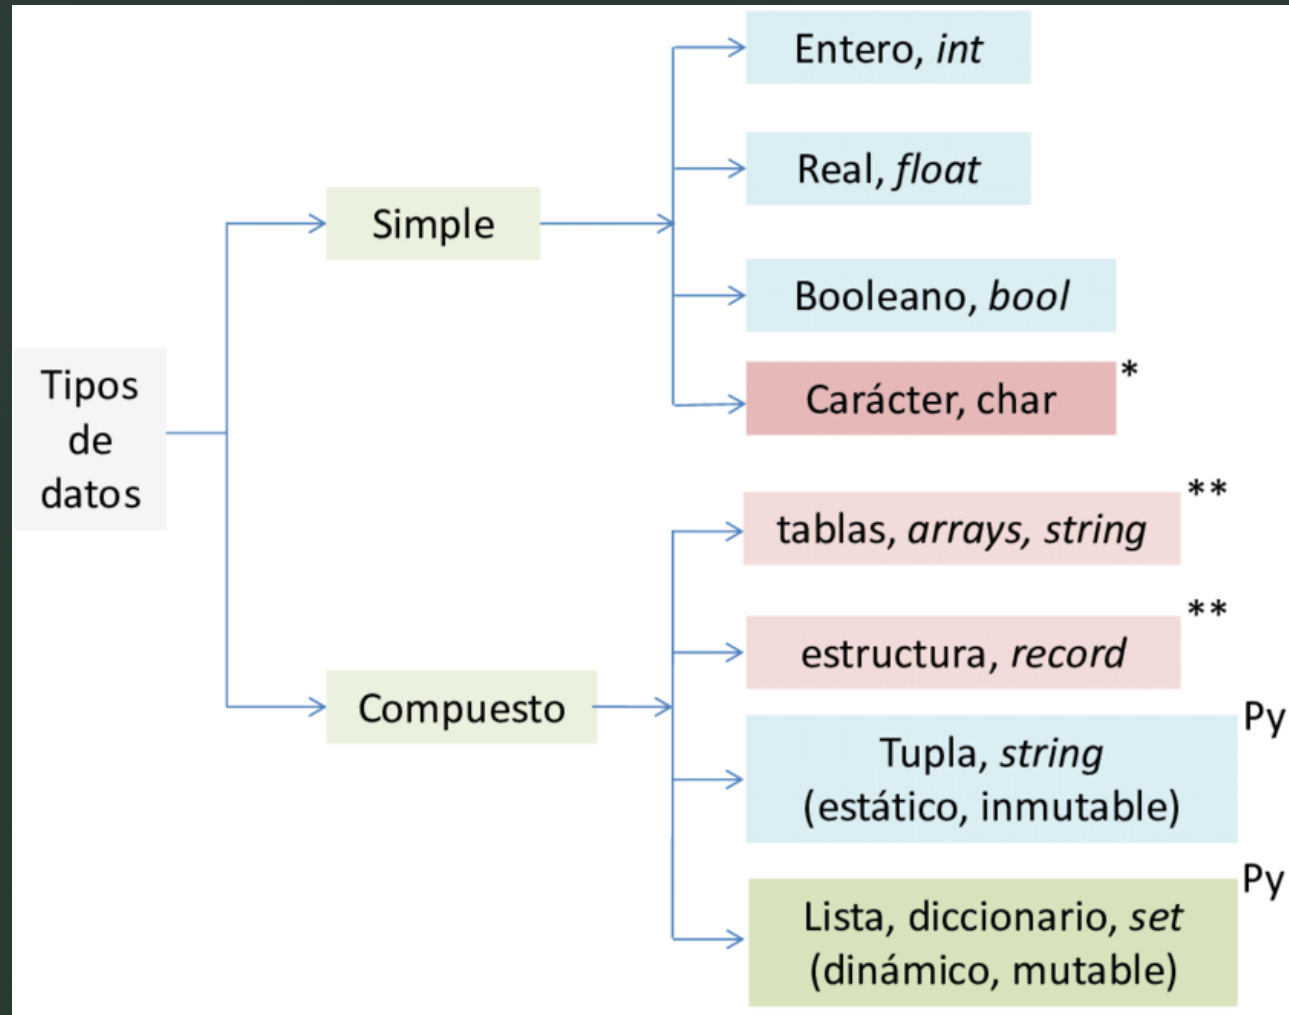 Entero, int
Real, float
Simple
Booleano, bool
Carácter, char *
Tipos
de
datos
tablas, arrays, string **
estructura, record **
Compuesto
Tupla, string Py
(estático, inmutable)
Lista, diccionario, set Py
(dinámico, mutable)